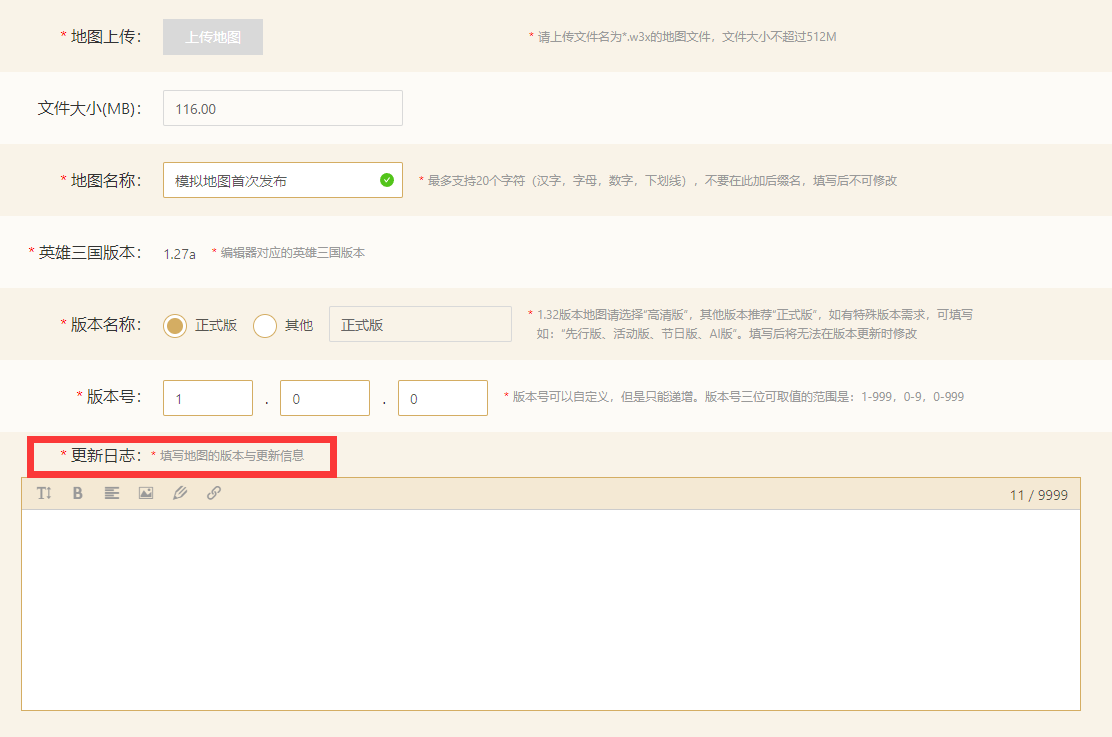 * 地图上传： 上传地图 * 请上传文件名为*.w3x的地图文件，文件大小不超过512M
文件大小(MB)： 116.00
* 地图名称： 模拟地图首次发布 * 最多支持20个字符（汉字，字母，数字，下划线），不要在此加后缀名，填写后不可修改
* 英雄三国版本： 1.27a * 编辑器对应的英雄三国版本
* 版本名称： 正式版 其他 正式版 * 1.32版本地图请选择“高清版”，其他版本推荐“正式版”，如有特殊版本需求，可填写
如：“先行版、活动版、节日版、AI版”。填写后将无法在版本更新时修改
* 版本号： 1 . 0 . 0 * 版本号可以自定义，但是只能递增。版本号三位可取值的范围是：1-999，0-9，0-999
* 更新日志： * 填写地图的版本与更新信息
T B 11 / 9999